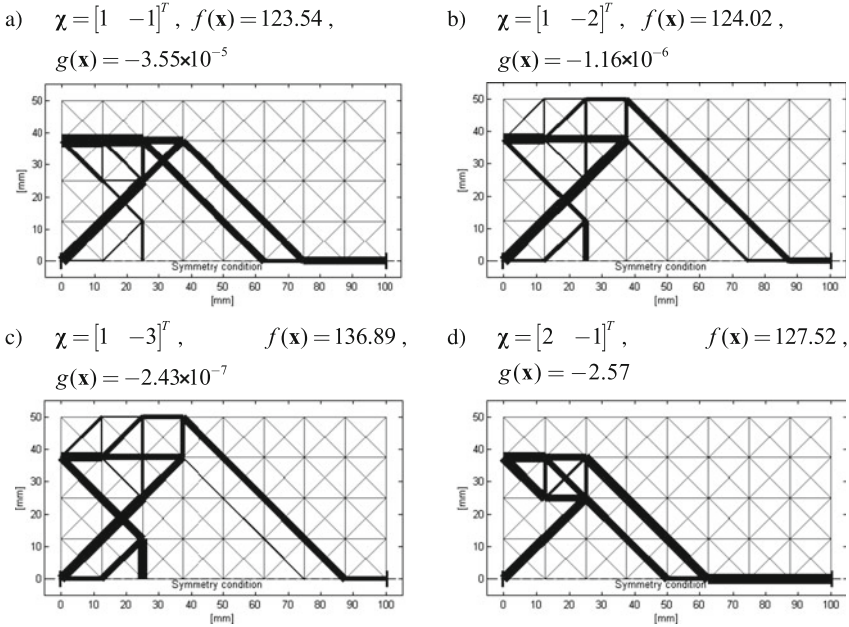 a) χ = [1 −1]^T , f(x) = 123.54 ,
g(x) = −3.55×10^−5
50
40
30
20
10
0
[mm]
Symmetry condition
0 10 20 30 40 50 60 70 80 90 100
[mm]
b) χ = [1 −2]^T , f(x) = 124.02 ,
g(x) = −1.16×10^−6
50
40
30
20
10
0
[mm]
Symmetry condition
0 10 20 30 40 50 60 70 80 90 100
[mm]
c) χ = [1 −3]^T , f(x) = 136.89 ,
g(x) = −2.43×10^−7
50
40
30
20
10
0
[mm]
Symmetry condition
0 10 20 30 40 50 60 70 80 90 100
[mm]
d) χ = [2 −1]^T , f(x) = 127.52 ,
g(x) = −2.57
50
40
30
20
10
0
[mm]
Symmetry condition
0 10 20 30 40 50 60 70 80 90 100
[mm]